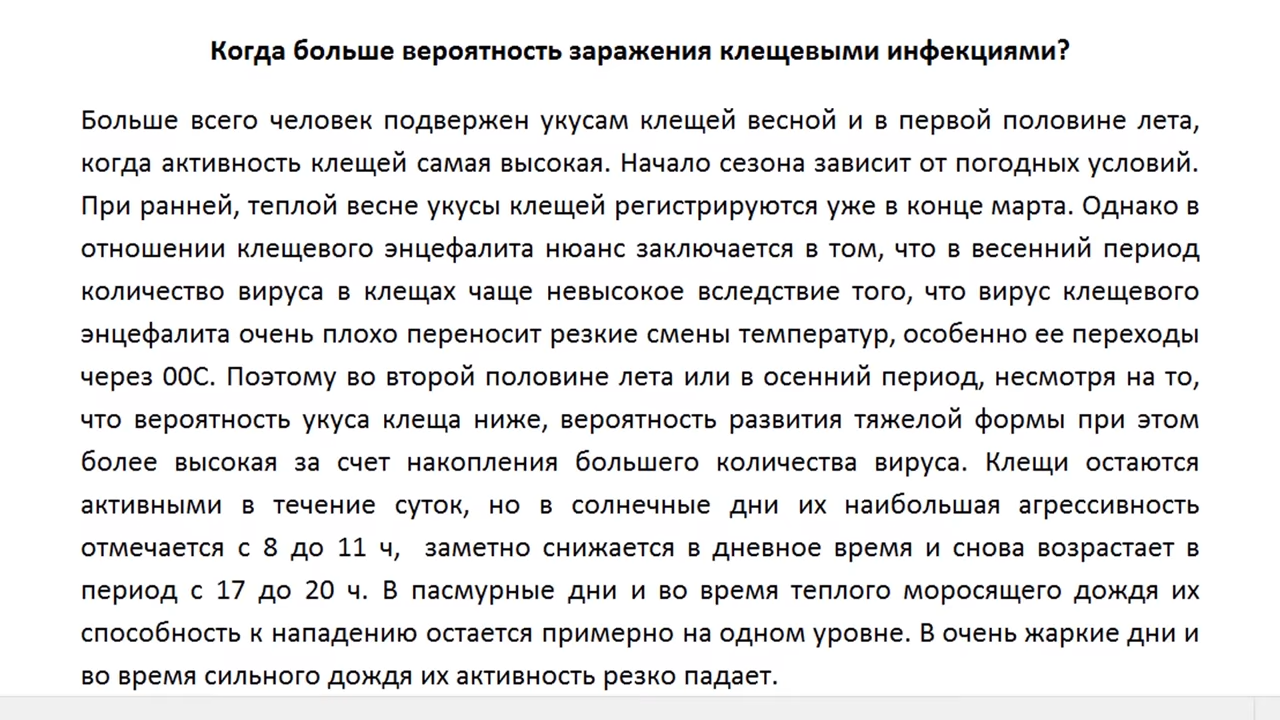 Когда больше вероятность заражения клещевыми инфекциями?
Больше всего человек подвержен укусам клещей весной и в первой половине лета,
когда активность клещей самая высокая. Начало сезона зависит от погодных условий.
При ранней, теплой весне укусы клещей регистрируются уже в конце марта. Однако в
отношении клещевого энцефалита нюанс заключается в том, что в весенний период
количество вируса в клещах чаще невысокое вследствие того, что вирус клещевого
энцефалита очень плохо переносит резкие смены температур, особенно ее переходы
через 00С. Поэтому во второй половине лета или в осенний период, несмотря на то,
что вероятность укуса клеща ниже, вероятность развития тяжелой формы при этом
более высокая за счет накопления большего количества вируса. Клещи остаются
активными в течение суток, но в солнечные дни их наибольшая агрессивность
отмечается с 8 до 11 ч, заметно снижается в дневное время и снова возрастает в
период с 17 до 20 ч. В пасмурные дни и во время теплого моросящего дождя их
способность к нападению остается примерно на одном уровне. В очень жаркие дни и
во время сильного дождя их активность резко падает.